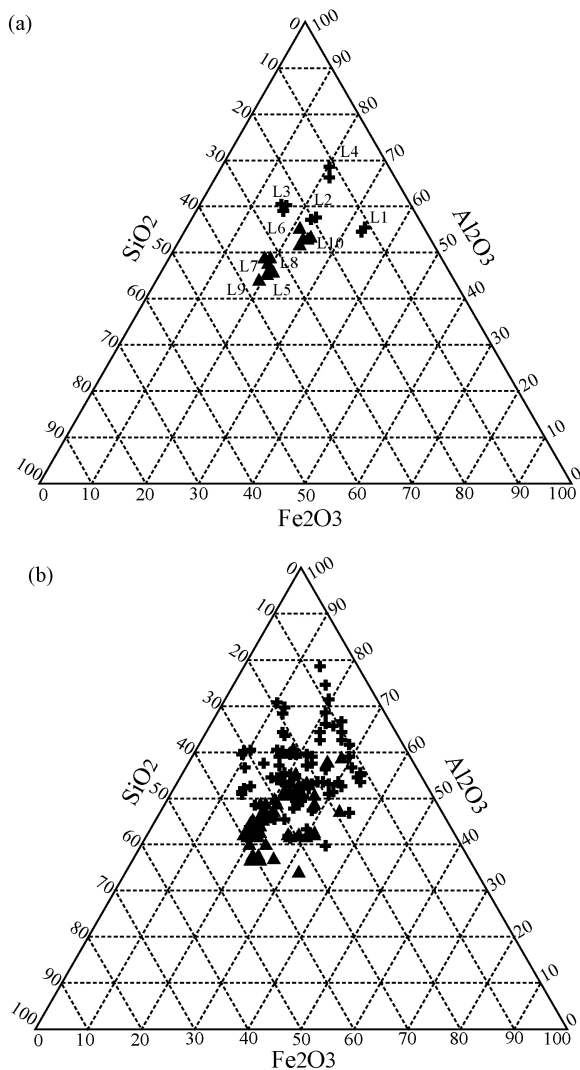 (a)
0 100
10 90
20 80
30 L4 70
L3 L2
40 L1 60
SiO2 L6 Al2O3
50 L10 50
L7 L8
60 L9 L5 40
70 30
80 20
90 10
100 0
0 10 20 30 40 50 60 70 80 90 100
Fe2O3
(b)
0 100
10 90
20 80
30 70
40 60
SiO2 Al2O3
50 50
60 40
70 30
80 20
90 10
100 0
0 10 20 30 40 50 60 70 80 90 100
Fe2O3